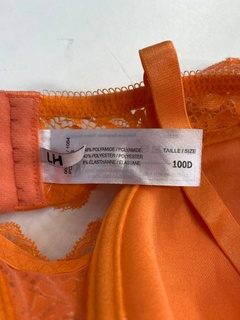 LH
POLYAMIDE / POLYAMIDE
POLYESTER / POLYESTER
ELASTHANNE / ELASTANE
TAILLE / SIZE
100D